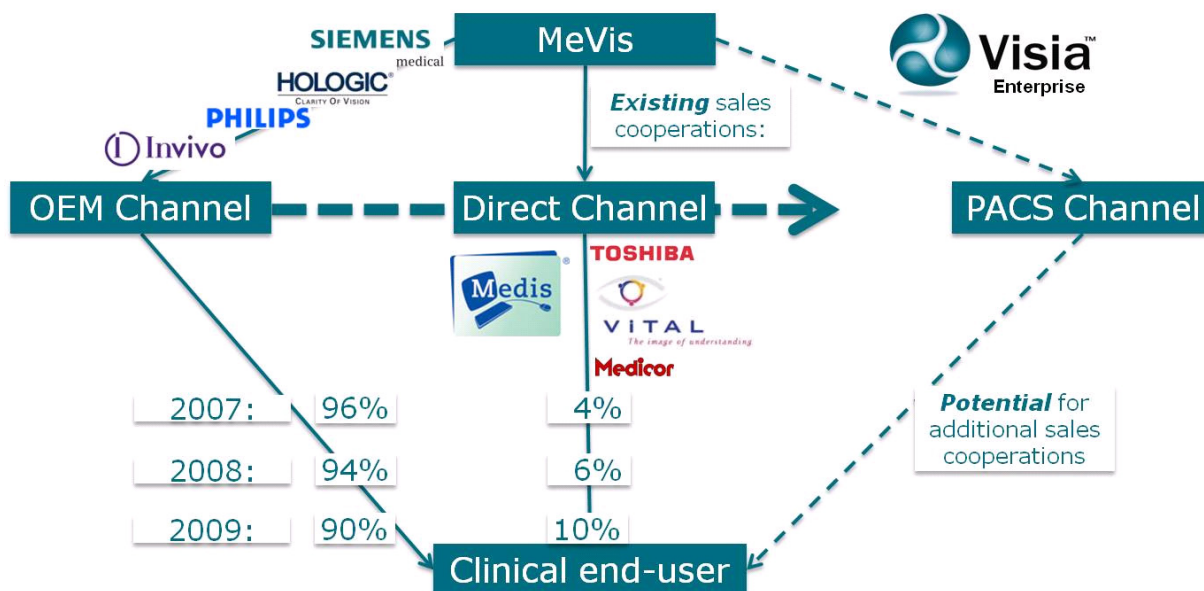 SIEMENS
medical
MeVis
Visia™
Enterprise
HOLOGIC®
CLARITY OF VISION
PHILIPS
Invivo
Existing sales
cooperations:
OEM Channel
Direct Channel
PACS Channel
Medis®
TOSHIBA
VITAL
The image of understanding
Medicor
2007: 96% 4%
2008: 94% 6%
2009: 90% 10%
Potential for
additional sales
cooperations
Clinical end-user